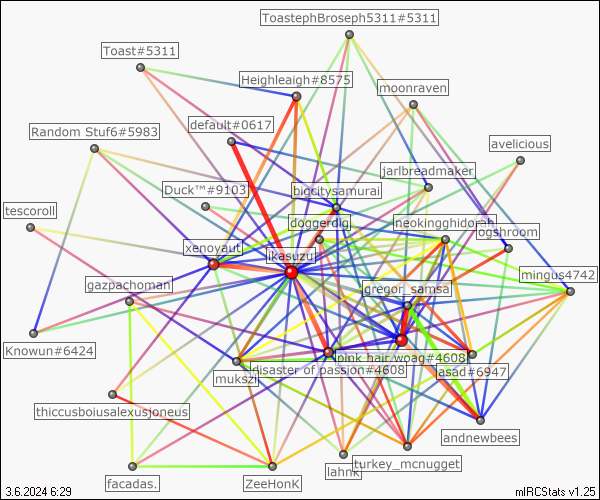 ToastephBroseph5311#5311
Toast#5311
Heighleaigh#8575
moonraven
default#0617
Random Stuf6#5983
avelicious
jarlbreadmaker
Duck™#9103
bigcitysamurai
tescoroll
doggerdigj
neokingghidorah
ogshroom
xenoyaut
ikasuzuj
mingus4742
gazpachoman
gregor_samsa
Knowun#6424
pink hair woag#4608
disaster of passion#4608
asad#6947
mukszi
thiccusboiusalexusjoneus
andnewbees
turkey_mcnugget
lahnk
facadas.
ZeeHonK
3.6.2024 6:29
mIRCStats v1.25